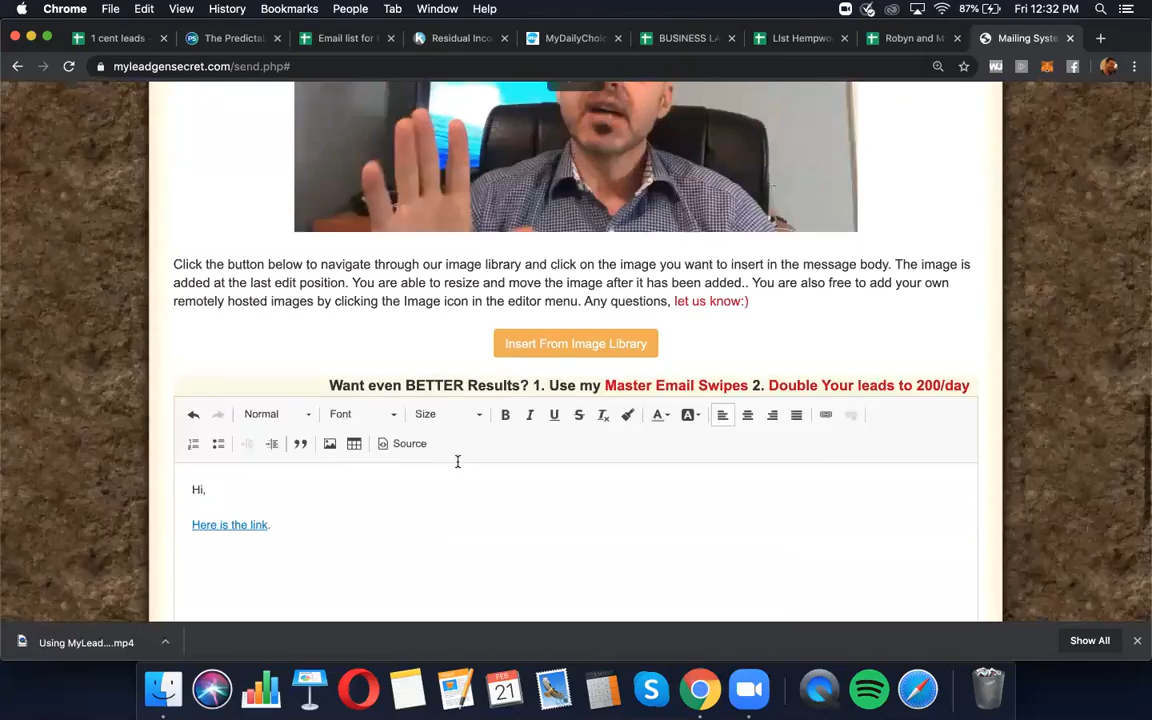 Chrome File Edit View History Bookmarks People Tab Window Help 87% Fri 12:32 PM
1 cent leads The Predictal Email list for Residual Inco MyDailyChoi BUSINESS LA LIst Hempwo Robyn and M Mailing Syste
myleadgensecret.com/send.php#
Click the button below to navigate through our image library and click on the image you want to insert in the message body. The image is
added at the last edit position. You are able to resize and move the image after it has been added.. You are also free to add your own
remotely hosted images by clicking the Image icon in the editor menu. Any questions, let us know:)
Insert From Image Library
Want even BETTER Results? 1. Use my Master Email Swipes 2. Double Your leads to 200/day
Normal Font Size B I U S Tx A A
Source
Hi,
Here is the link.
Using MyLead....mp4 Show All
FEB
21